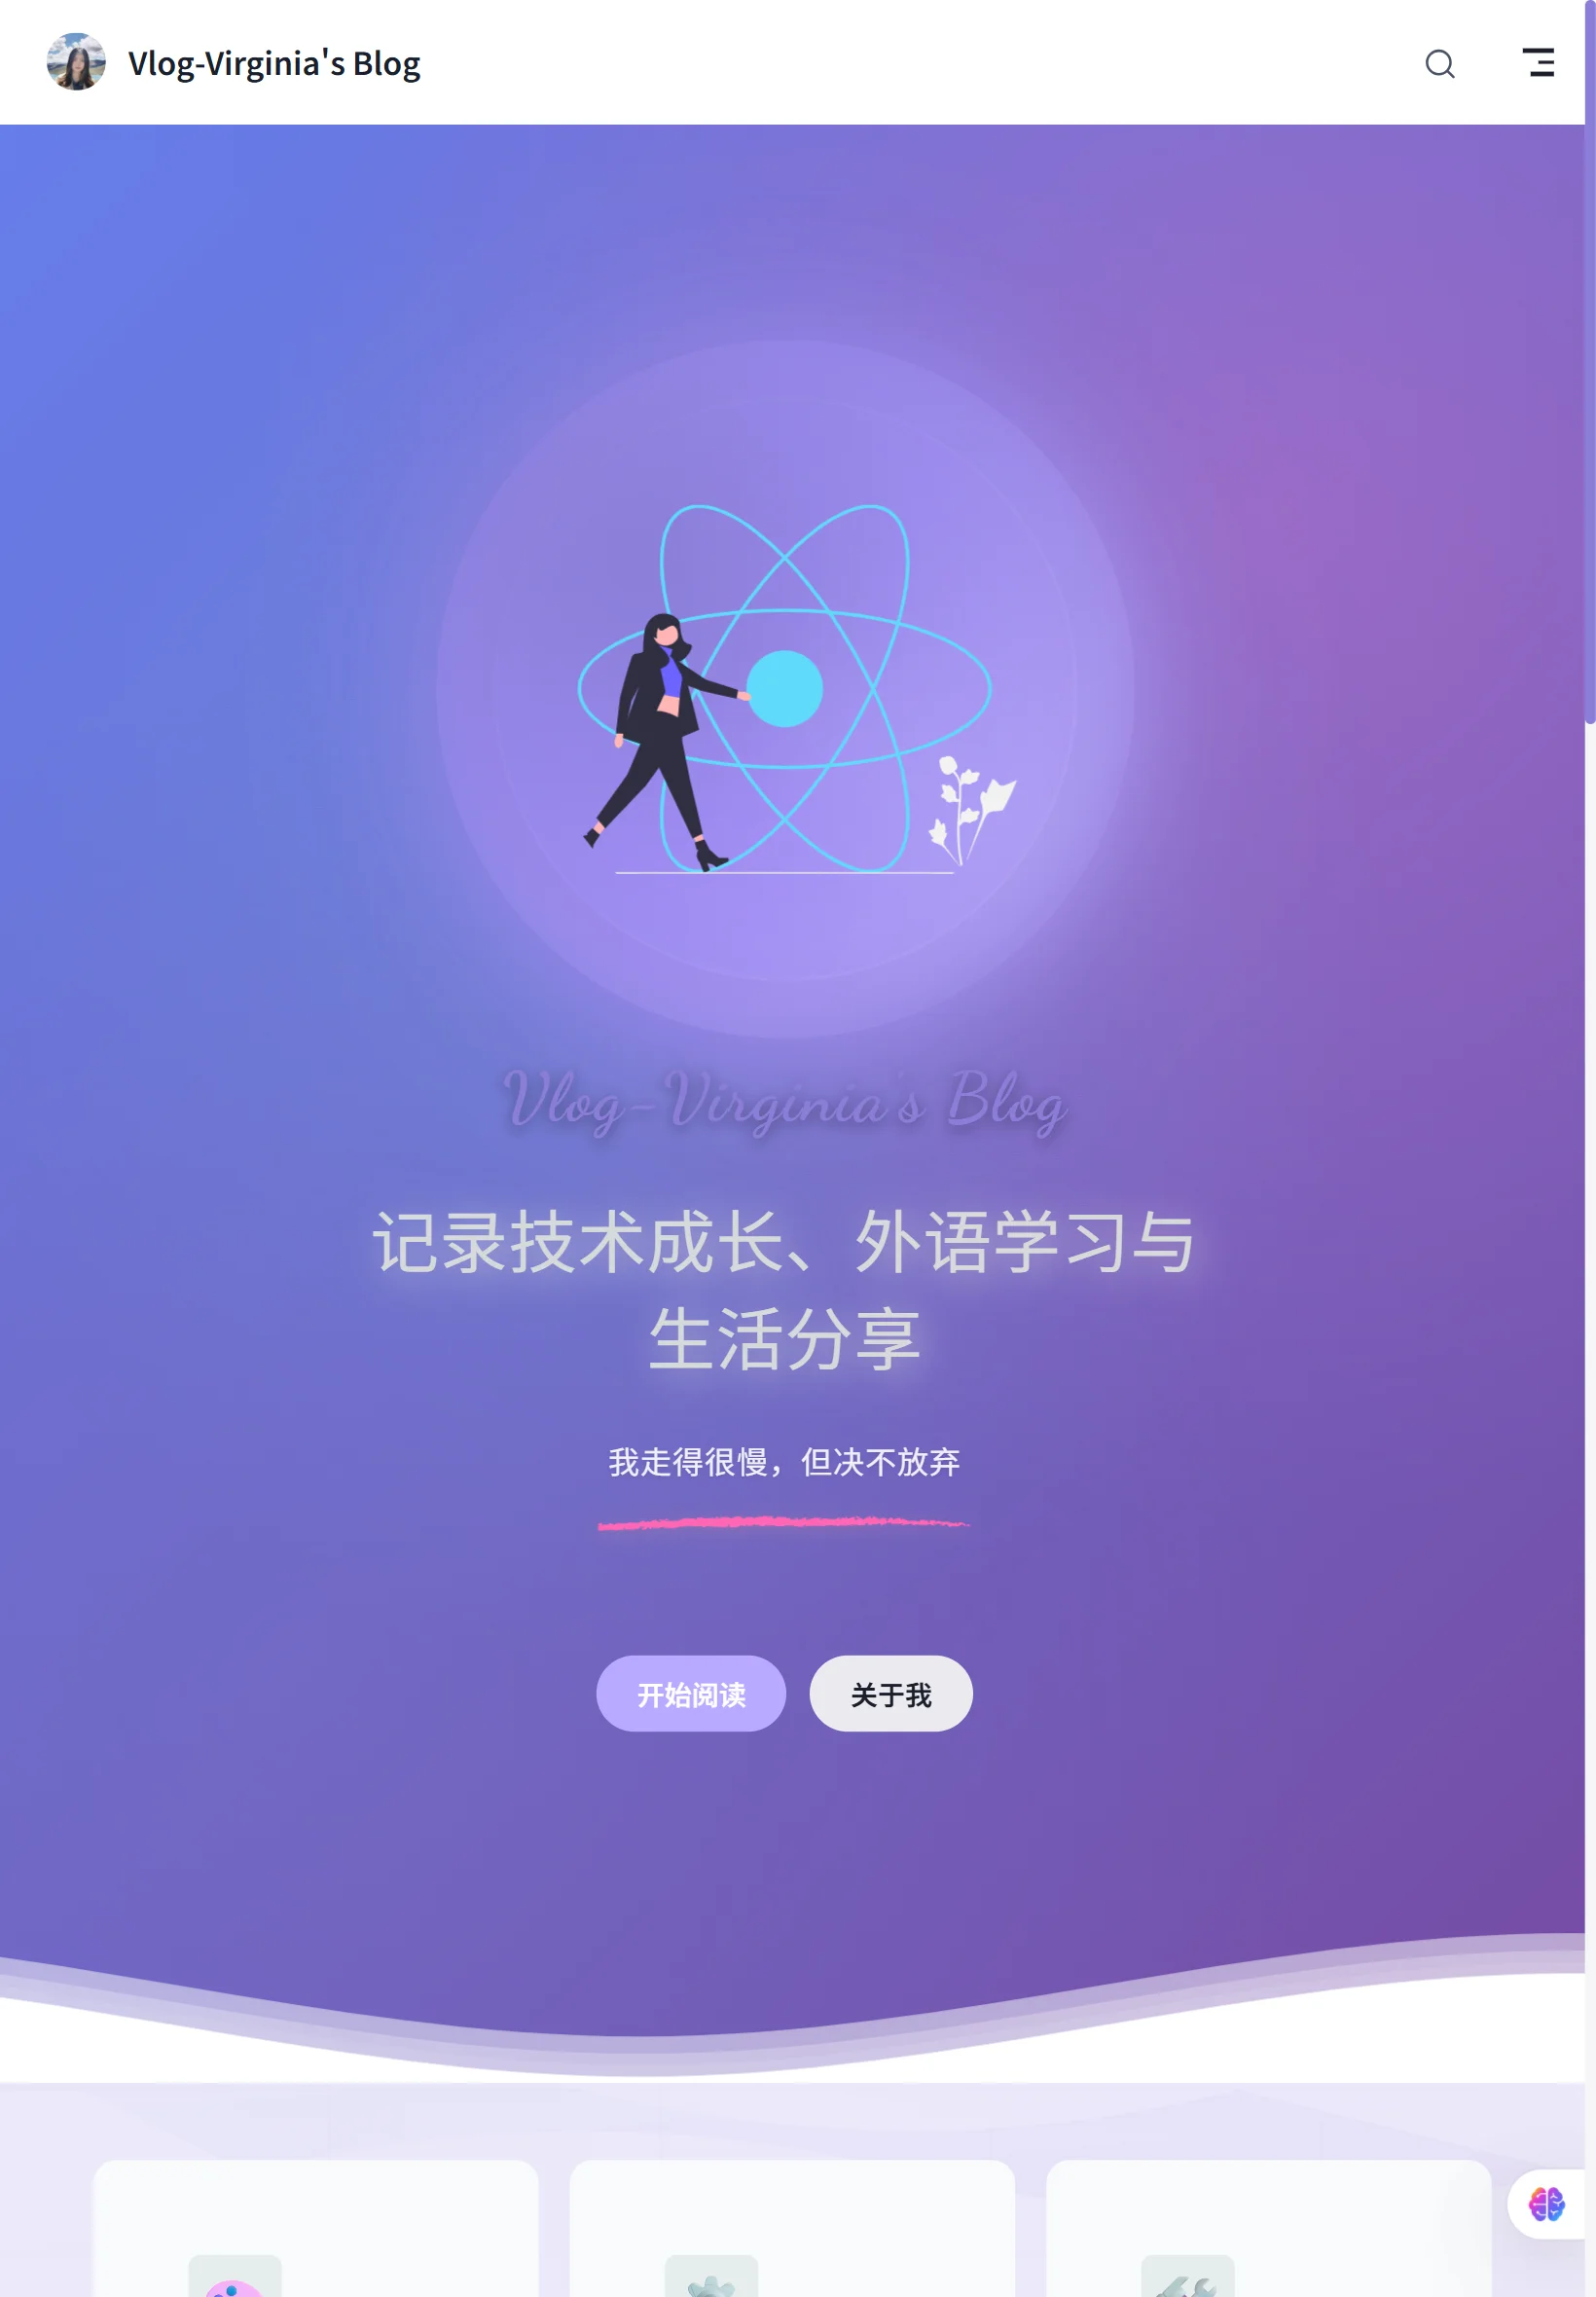 Vlog-Virginia's Blog
Vlog-Virginia's Blog
记录技术成长、外语学习与
生活分享
我走得很慢，但决不放弃
开始阅读
关于我